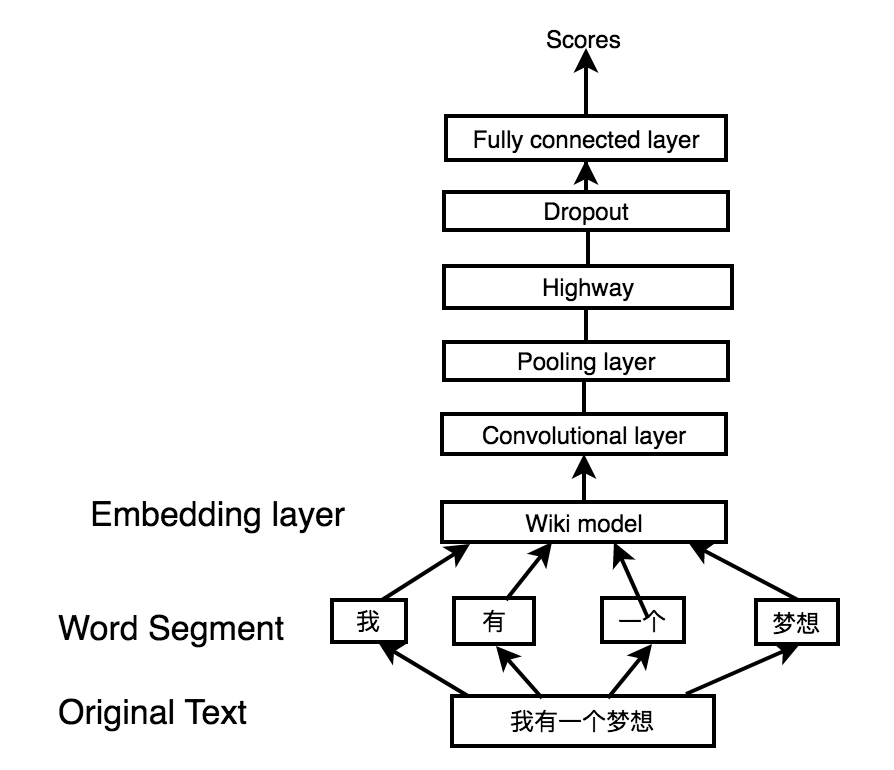 Scores
Fully connected layer
Dropout
Highway
Pooling layer
Convolutional layer
Embedding layer
Wiki model
Word Segment
我
有
一个
梦想
Original Text
我有一个梦想